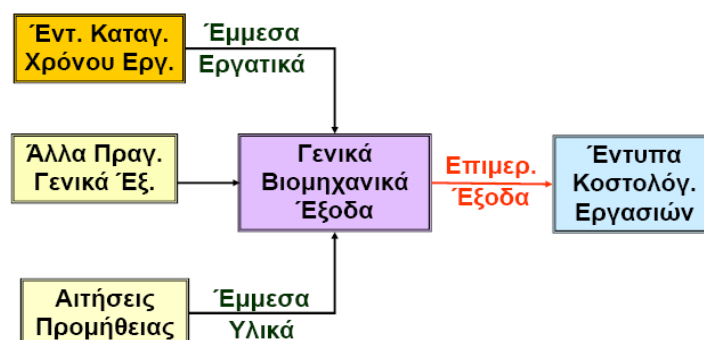 Έντ. Καταγ.
Χρόνου Εργ.
Έμμεσα
Εργατικά
Άλλα Πραγ.
Γενικά Έξ.
Γενικά
Βιομηχανικά
Έξοδα
Επιμερ.
Έξοδα
Έντυπα
Κοστολόγ.
Εργασιών
Αιτήσεις
Προμήθειας
Έμμεσα
Υλικά